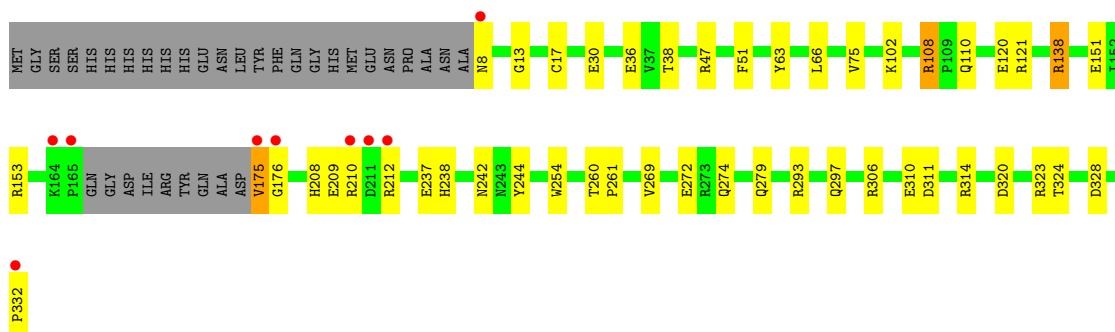 MET GLY SER SER HIS HIS HIS HIS HIS HIS GLU ASN LEU TYR PHE GLN GLY HIS MET GLU ASN PRO ALA ALA ASN ALA N8 G13 C17 E30 E36 V37 T38 R47 F51 Y63 L66 V75 K102 R108 P109 Q110 E120 R121 R138 E151 I152
R153 K164 P165 GLN GLY ASP ILE ARG TYR GLN ALA ASP V175 G176 H208 E209 R210 D211 R212 E237 H238 N242 N243 Y244 W254 T260 P261 V269 E272 R273 Q274 Q279 R293 Q297 R306 E310 D311 R314 D320 R323 T324 D328
P332